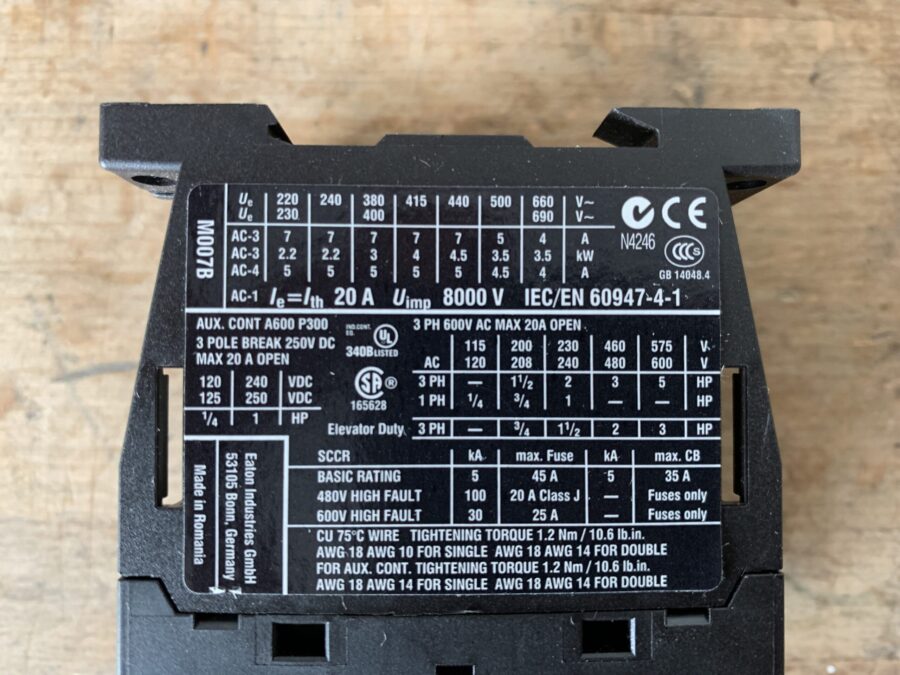 M007B
Ue 220 240 380 415 440 500 660 V~
Ue 230 400 690 V~
AC-3 7 7 7 7 7 5 4 A
AC-3 2.2 2.2 3 4 4.5 3.5 3.5 kW
AC-4 5 5 5 5 5 4.5 4 A
AC-1 Ie=Ith 20 A Uimp 8000 V IEC/EN 60947-4-1
CE
N4246
CCC S
GB 14048.4
AUX. CONT A600 P300
3 POLE BREAK 250V DC
MAX 20 A OPEN
120 240 VDC
125 250 VDC
1/4 1 HP
IND.CONT.
EQ.
UL
340B LISTED
SA ®
165628
3 PH 600V AC MAX 20A OPEN
115 200 230 460 575 V
AC 120 208 240 480 600 V
3 PH — 1 1/2 2 3 5 HP
1 PH 1/4 3/4 1 — — HP
Elevator Duty 3 PH — 3/4 1 1/2 2 3 HP
SCCR kA max. Fuse kA max. CB
BASIC RATING 5 45 A 5 35 A
480V HIGH FAULT 100 20 A Class J — Fuses only
600V HIGH FAULT 30 25 A — Fuses only
CU 75°C WIRE TIGHTENING TORQUE 1.2 Nm / 10.6 lb.in.
AWG 18 AWG 10 FOR SINGLE AWG 18 AWG 14 FOR DOUBLE
FOR AUX. CONT. TIGHTENING TORQUE 1.2 Nm / 10.6 lb.in.
AWG 18 AWG 14 FOR SINGLE AWG 18 AWG 14 FOR DOUBLE
Eaton Industries GmbH
53105 Bonn, Germany
Made in Romania